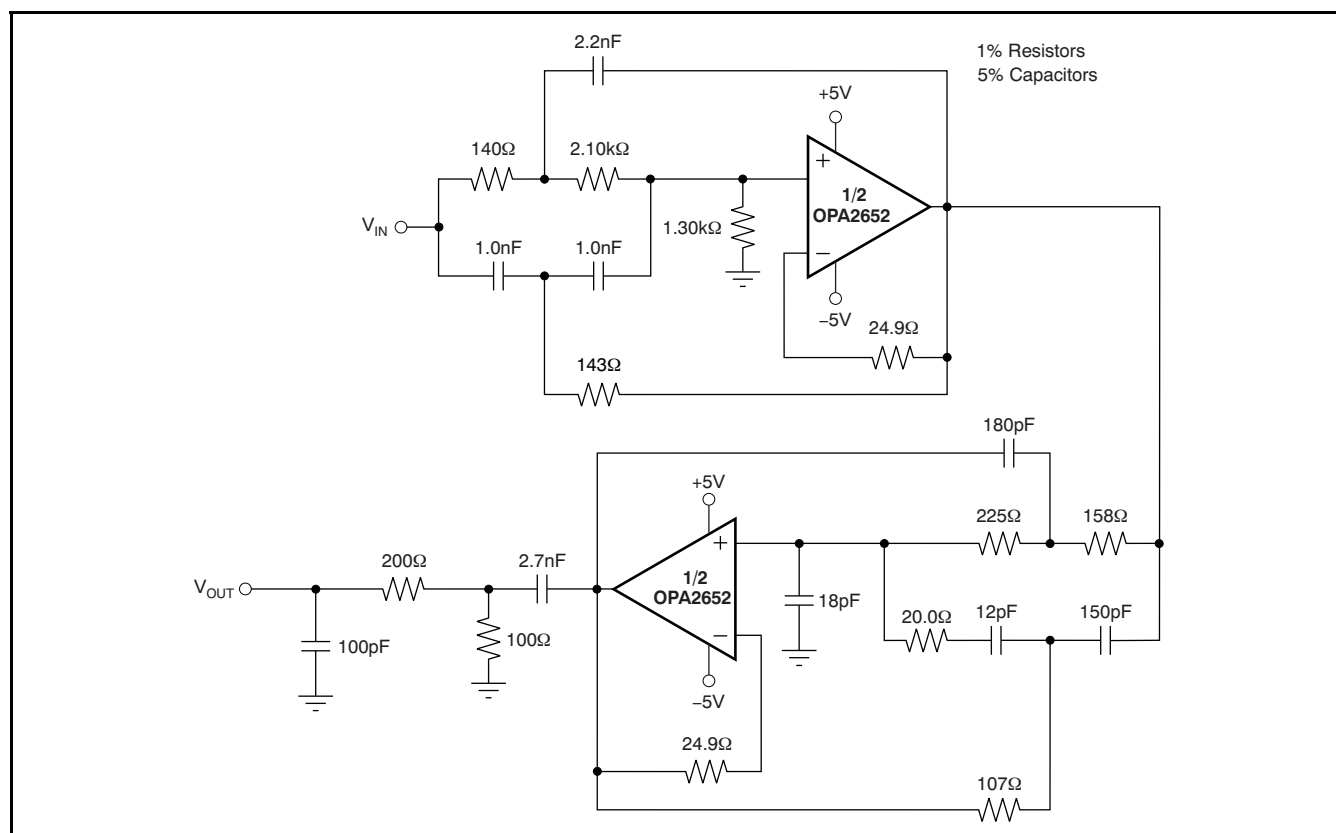 2.2nF
1% Resistors
5% Capacitors
+5V
140Ω
2.10kΩ
+
1/2
OPA2652
V_IN
1.30kΩ
1.0nF
1.0nF
−
−5V
24.9Ω
143Ω
180pF
+5V
225Ω
158Ω
+
2.7nF
200Ω
1/2
OPA2652
V_OUT
18pF
20.0Ω
12pF
150pF
100Ω
100pF
−
−5V
24.9Ω
107Ω